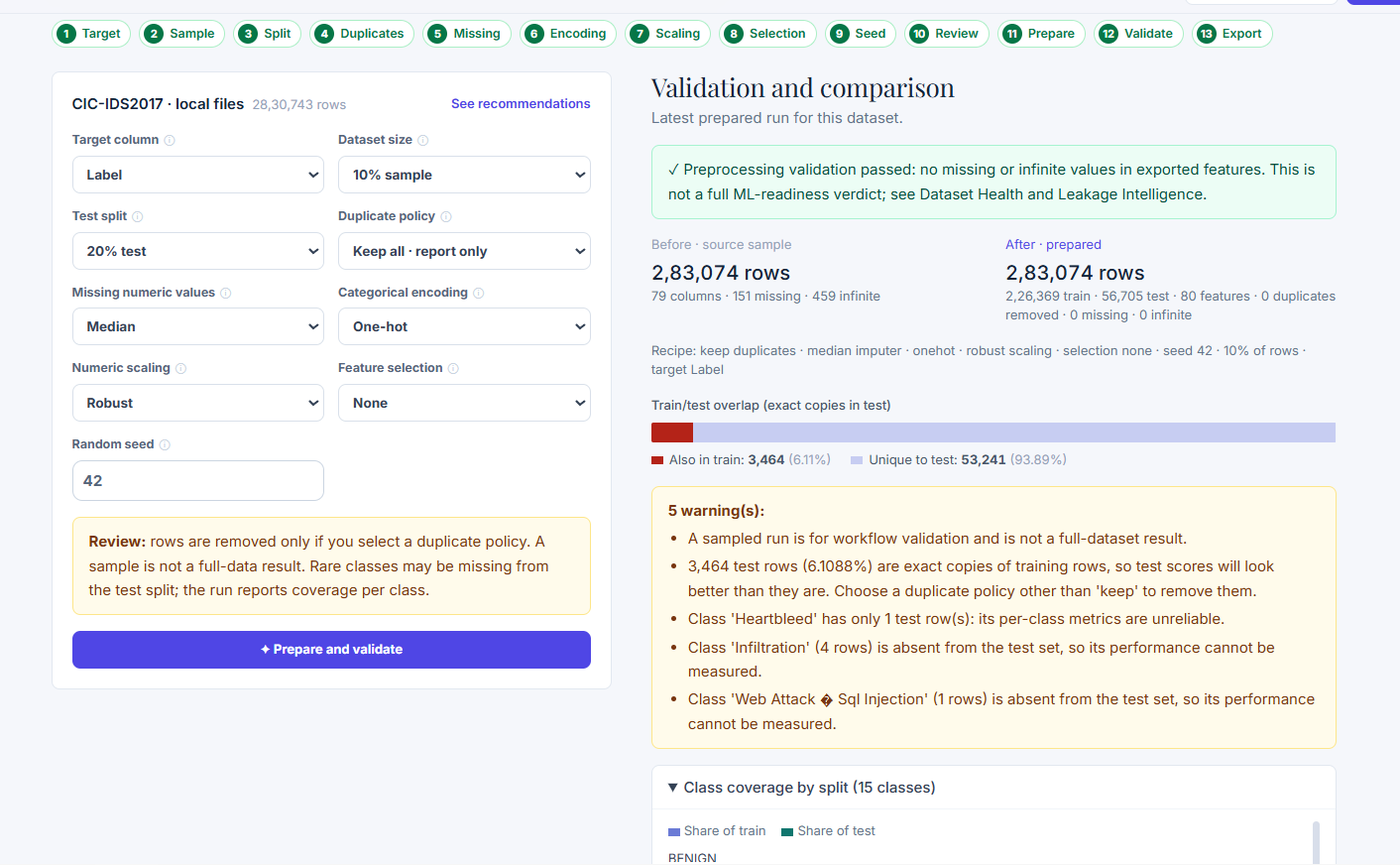 1 Target 2 Sample 3 Split 4 Duplicates 5 Missing 6 Encoding 7 Scaling 8 Selection 9 Seed 10 Review 11 Prepare 12 Validate 13 Export
CIC-IDS2017 · local files 28,30,743 rows See recommendations
Target column ⓘ Dataset size ⓘ
Label 10% sample
Test split ⓘ Duplicate policy ⓘ
20% test Keep all · report only
Missing numeric values ⓘ Categorical encoding ⓘ
Median One-hot
Numeric scaling ⓘ Feature selection ⓘ
Robust None
Random seed ⓘ
42
Review: rows are removed only if you select a duplicate policy. A
sample is not a full-data result. Rare classes may be missing from
the test split; the run reports coverage per class.
✦ Prepare and validate
Validation and comparison
Latest prepared run for this dataset.
✓ Preprocessing validation passed: no missing or infinite values in exported features. This is
not a full ML-readiness verdict; see Dataset Health and Leakage Intelligence.
Before · source sample After · prepared
2,83,074 rows 2,83,074 rows
79 columns · 151 missing · 459 infinite 2,26,369 train · 56,705 test · 80 features · 0 duplicates
removed · 0 missing · 0 infinite
Recipe: keep duplicates · median imputer · onehot · robust scaling · selection none · seed 42 · 10% of rows ·
target Label
Train/test overlap (exact copies in test)
Also in train: 3,464 (6.11%) Unique to test: 53,241 (93.89%)
5 warning(s):
• A sampled run is for workflow validation and is not a full-dataset result.
• 3,464 test rows (6.1088%) are exact copies of training rows, so test scores will look
better than they are. Choose a duplicate policy other than 'keep' to remove them.
• Class 'Heartbleed' has only 1 test row(s): its per-class metrics are unreliable.
• Class 'Infiltration' (4 rows) is absent from the test set, so its performance cannot be
measured.
• Class 'Web Attack � Sql Injection' (1 rows) is absent from the test set, so its performance
cannot be measured.
▼ Class coverage by split (15 classes)
Share of train Share of test
BENIGN